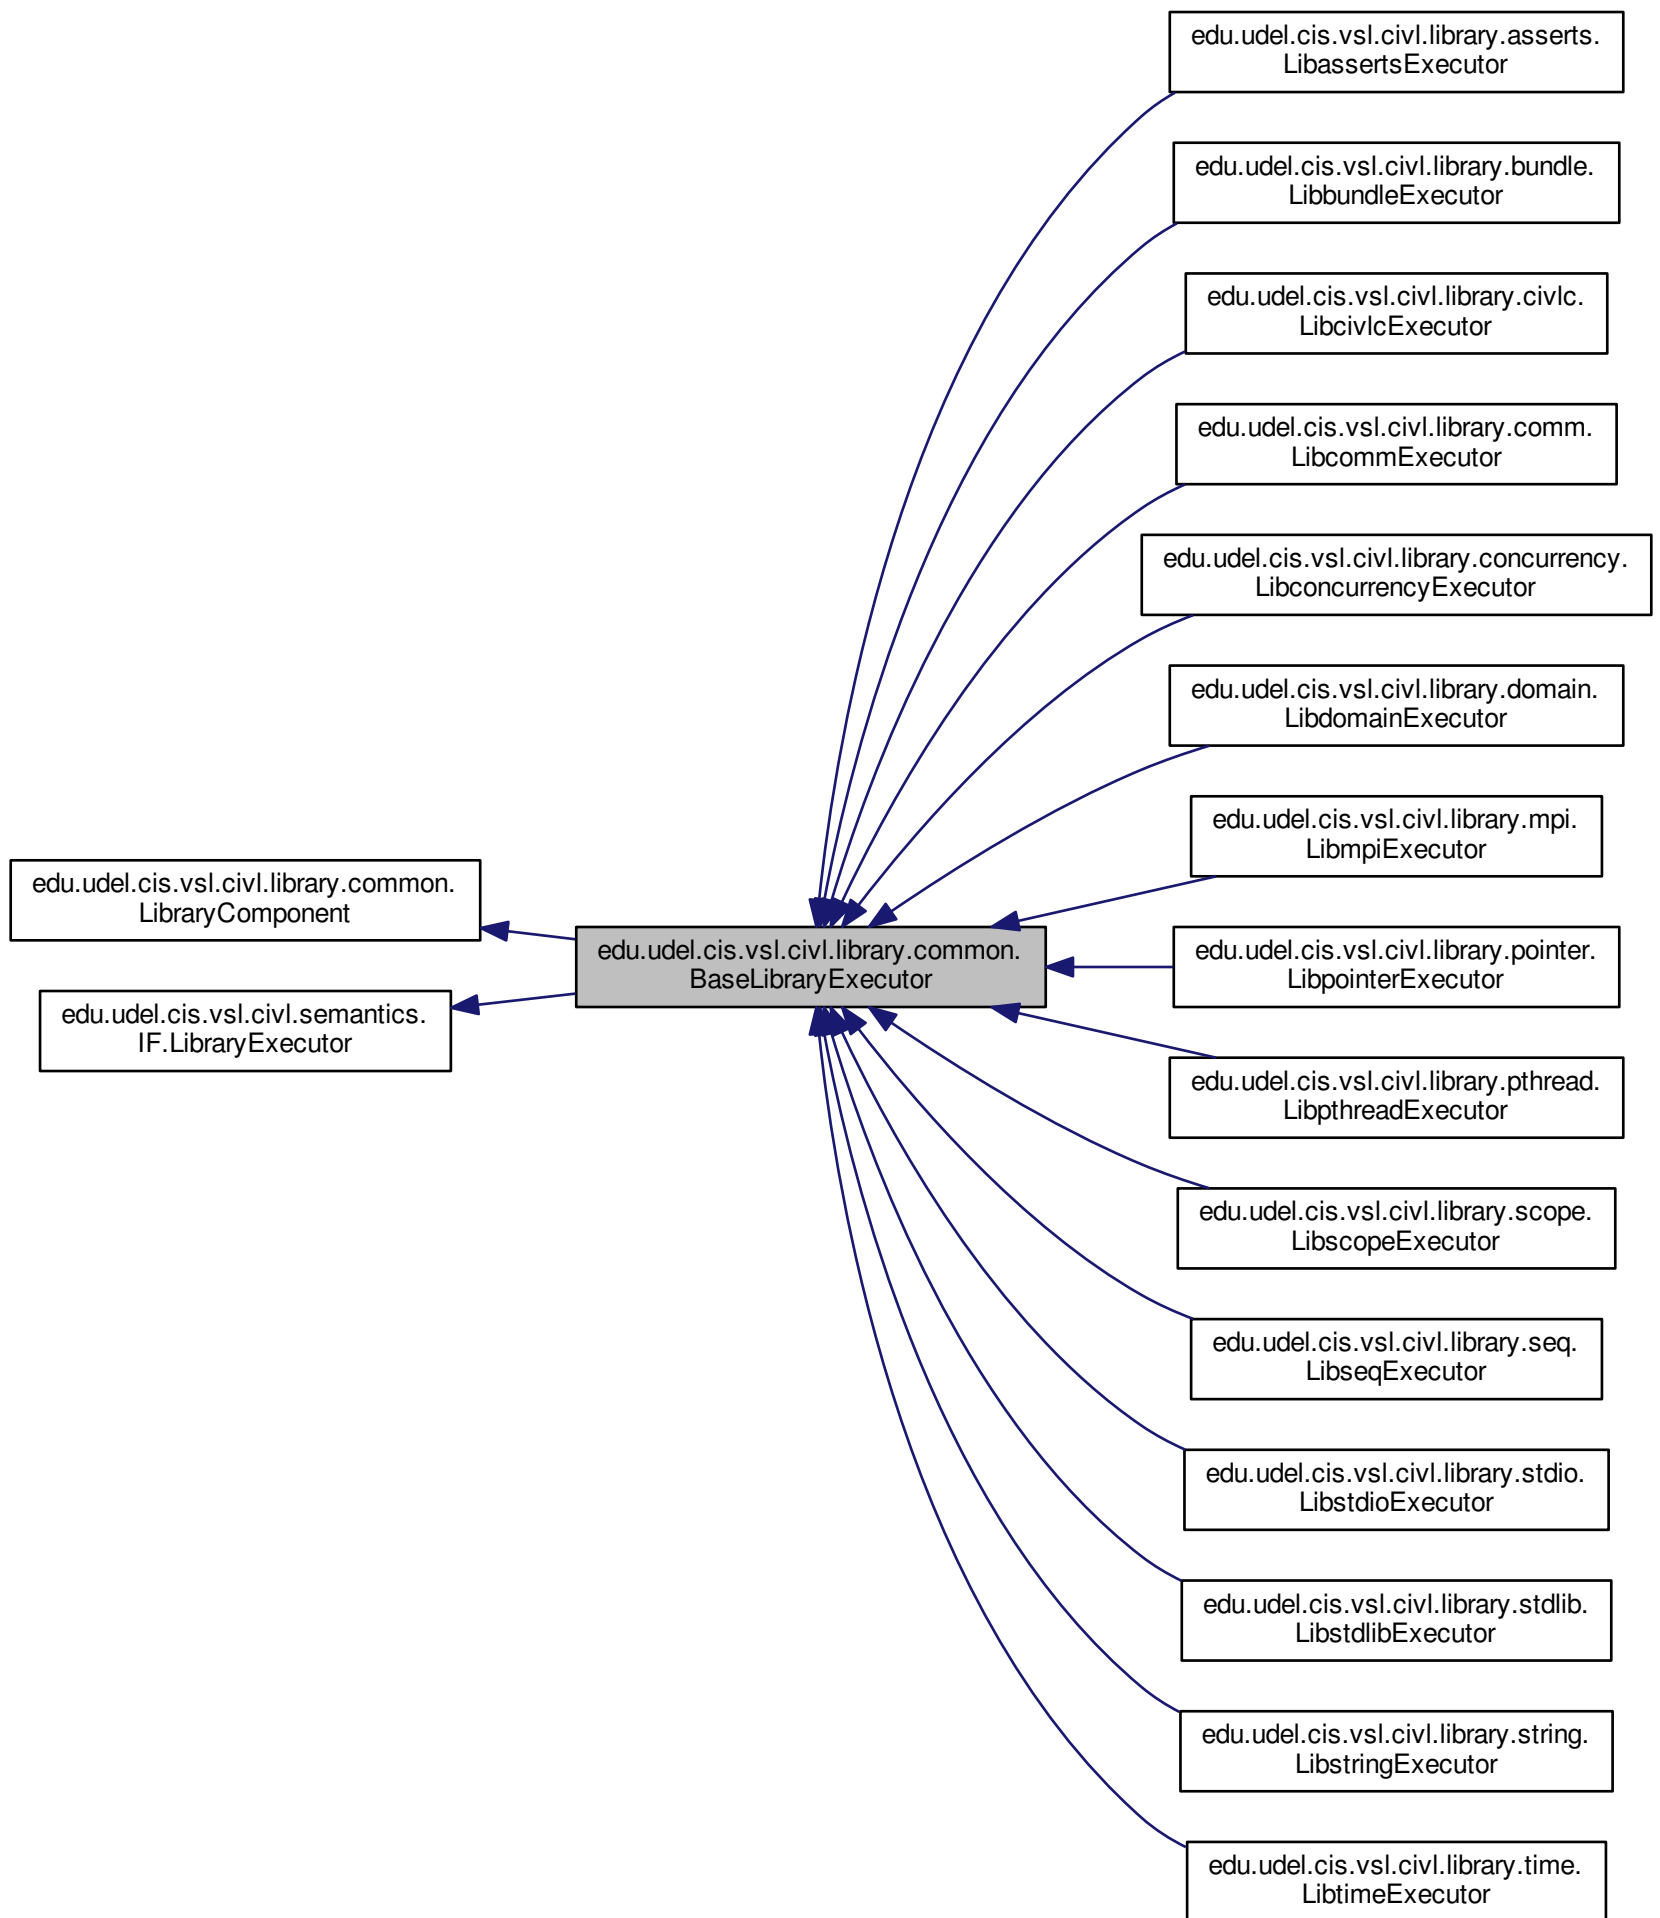 edu.udel.cis.vsl.civl.library.asserts.
LibassertsExecutor
edu.udel.cis.vsl.civl.library.bundle.
LibbundleExecutor
edu.udel.cis.vsl.civl.library.civlc.
LibcivlcExecutor
edu.udel.cis.vsl.civl.library.comm.
LibcommExecutor
edu.udel.cis.vsl.civl.library.concurrency.
LibconcurrencyExecutor
edu.udel.cis.vsl.civl.library.domain.
LibdomainExecutor
edu.udel.cis.vsl.civl.library.mpi.
LibmpiExecutor
edu.udel.cis.vsl.civl.library.common.
LibraryComponent
edu.udel.cis.vsl.civl.library.common.
BaseLibraryExecutor
edu.udel.cis.vsl.civl.library.pointer.
LibpointerExecutor
edu.udel.cis.vsl.civl.semantics.
IF.LibraryExecutor
edu.udel.cis.vsl.civl.library.pthread.
LibpthreadExecutor
edu.udel.cis.vsl.civl.library.scope.
LibscopeExecutor
edu.udel.cis.vsl.civl.library.seq.
LibseqExecutor
edu.udel.cis.vsl.civl.library.stdio.
LibstdioExecutor
edu.udel.cis.vsl.civl.library.stdlib.
LibstdlibExecutor
edu.udel.cis.vsl.civl.library.string.
LibstringExecutor
edu.udel.cis.vsl.civl.library.time.
LibtimeExecutor